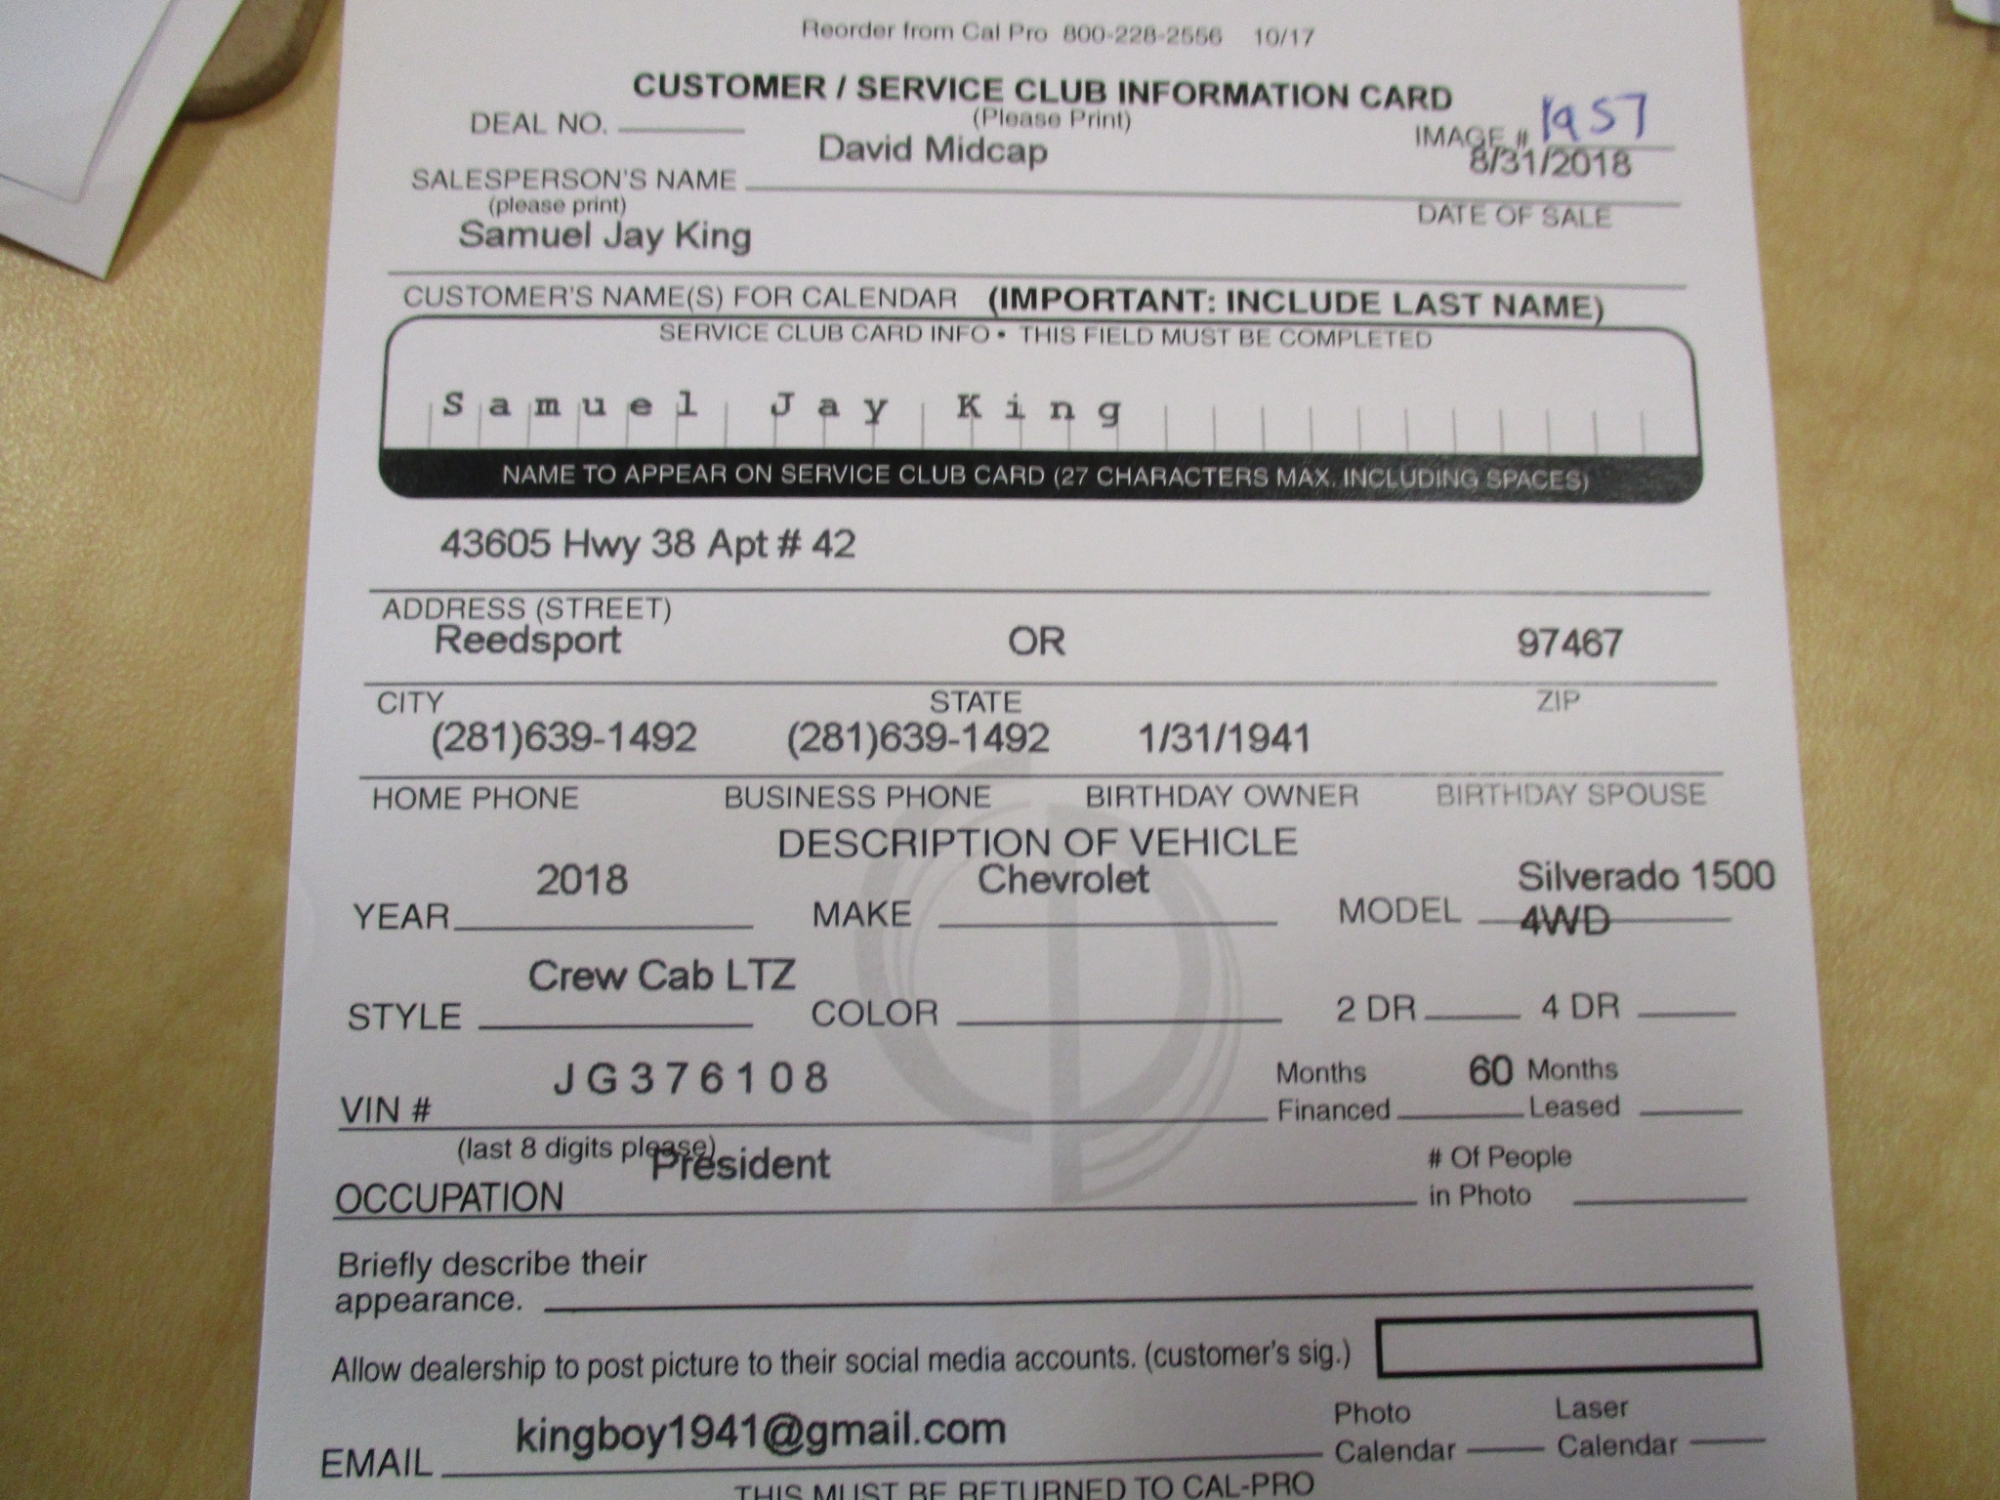 Reorder from Cal Pro 800-228-2556 10/17
CUSTOMER / SERVICE CLUB INFORMATION CARD
(Please Print)
DEAL NO.
IMAGE # 1957
David Midcap
8/31/2018
SALESPERSON'S NAME
(please print)
DATE OF SALE
Samuel Jay King
CUSTOMER'S NAME(S) FOR CALENDAR (IMPORTANT: INCLUDE LAST NAME)
SERVICE CLUB CARD INFO • THIS FIELD MUST BE COMPLETED
Samuel Jay King
NAME TO APPEAR ON SERVICE CLUB CARD (27 CHARACTERS MAX. INCLUDING SPACES)
43605 Hwy 38 Apt # 42
ADDRESS (STREET)
Reedsport OR 97467
CITY STATE ZIP
(281)639-1492 (281)639-1492 1/31/1941
HOME PHONE BUSINESS PHONE BIRTHDAY OWNER BIRTHDAY SPOUSE
DESCRIPTION OF VEHICLE
2018 Chevrolet Silverado 1500
YEAR MAKE MODEL 4WD
Crew Cab LTZ
STYLE COLOR 2 DR 4 DR
JG376108 Months 60 Months
VIN # Financed Leased
(last 8 digits please)
President # Of People
OCCUPATION in Photo
Briefly describe their
appearance.
Allow dealership to post picture to their social media accounts. (customer's sig.)
kingboy1941@gmail.com Photo Laser
EMAIL Calendar Calendar
THIS MUST BE RETURNED TO CAL-PRO